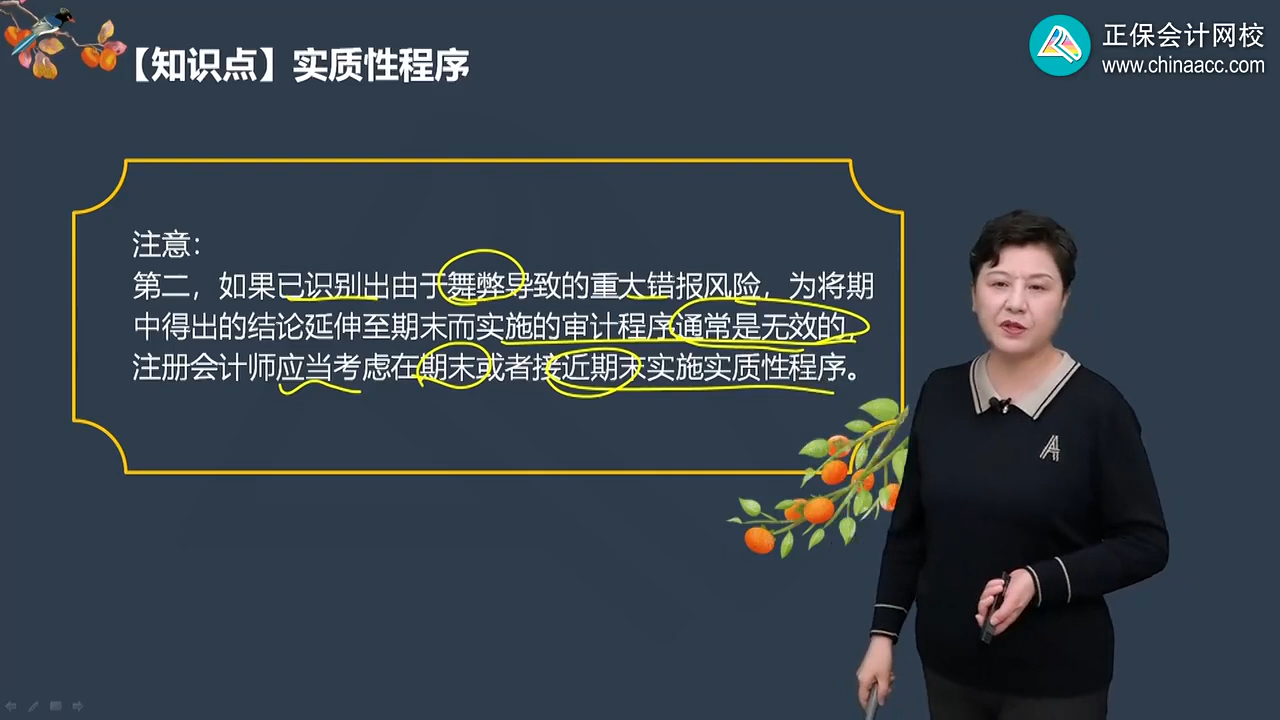 【知识点】实质性程序
正保会计网校
www.chinaacc.com
注意：
第二，如果已识别出由于舞弊导致的重大错报风险，为将期
中得出的结论延伸至期末而实施的审计程序通常是无效的，
注册会计师应当考虑在期末或者接近期末实施实质性程序。